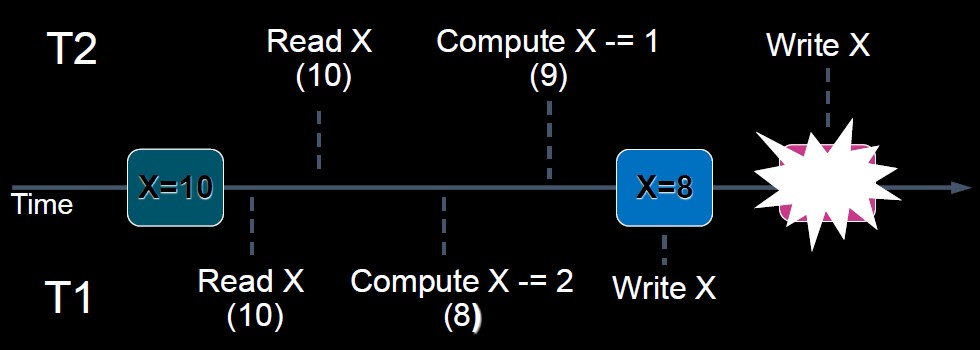 T2
Read X
(10)
Compute X -= 1
(9)
Write X
X=10
X=8
Time
T1
Read X
(10)
Compute X -= 2
(8)
Write X